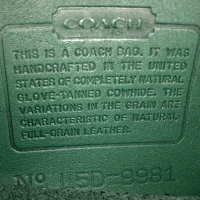 COACH
THIS IS A COACH BAG. IT WAS
HANDCRAFTED IN THE UNITED
STATES OF COMPLETELY NATURAL
GLOVE-TANNED COWHIDE. THE
VARIATIONS IN THE GRAIN ARE
CHARACTERISTIC OF NATURAL
FULL-GRAIN LEATHER.
No 5D-9981